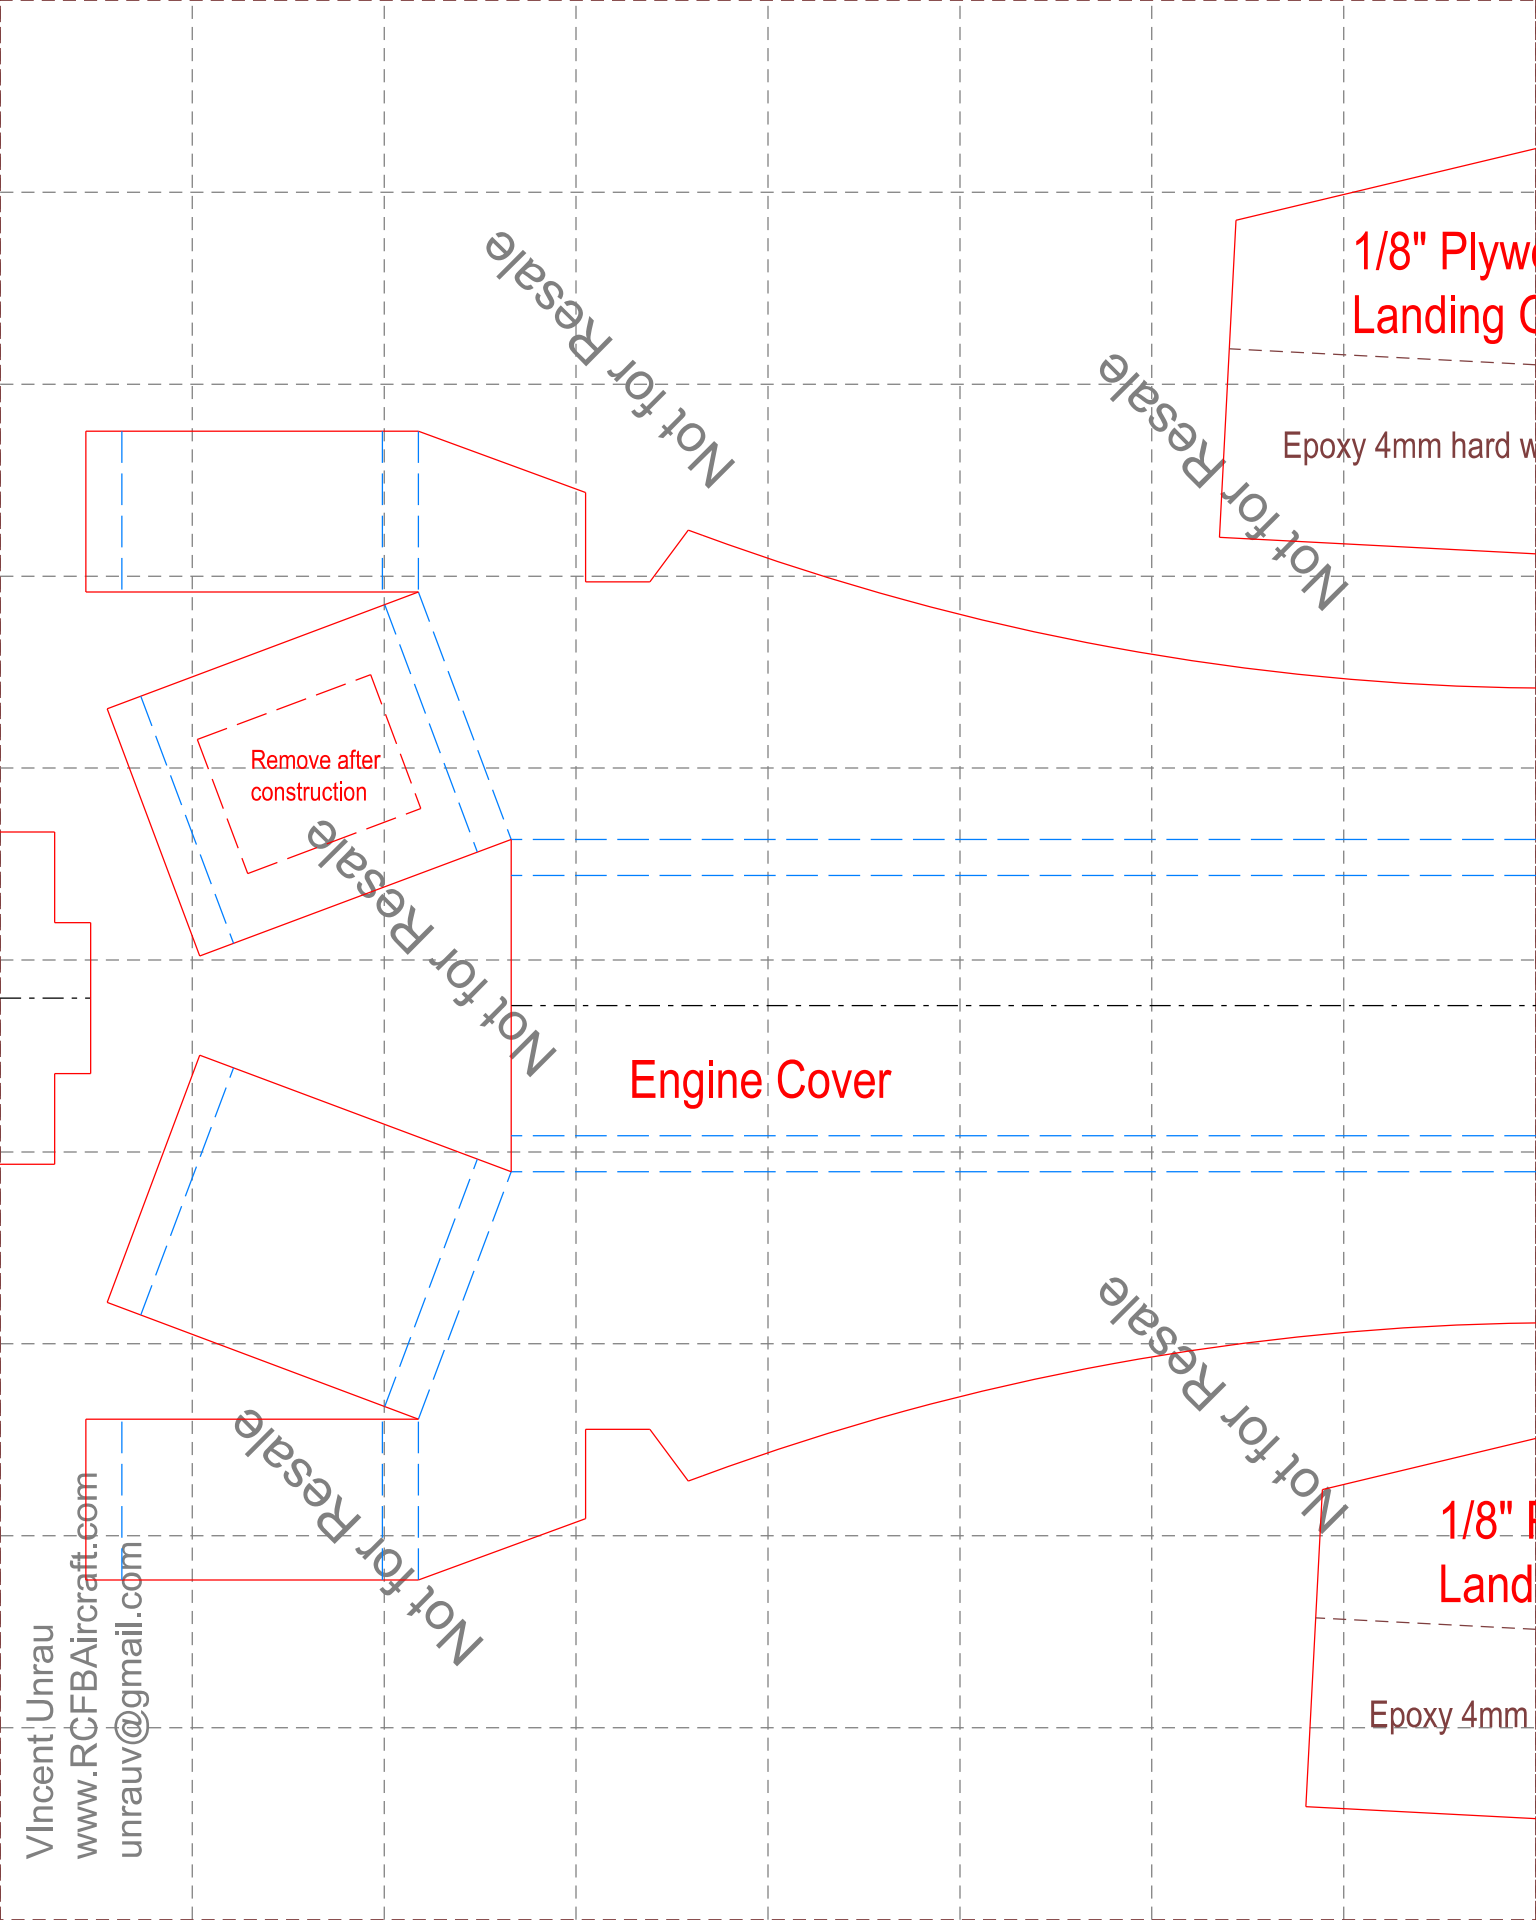 Not for Resale
1/8" Plyw
Landing
Not for Resale
Epoxy 4mm hard
Remove after
construction
Not for Resale
Engine Cover
Not for Resale
Not for Resale
1/8"
Land
Epoxy 4mm
VIncent Unrau
www.RCFBAircraft.com
unrauv@gmail.com